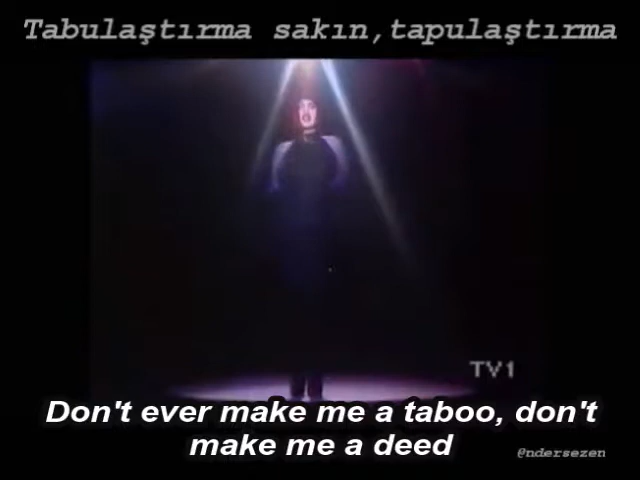 Tabulaştırma sakın,tapulaştırma
TV1
Don't ever make me a taboo, don't
make me a deed
@ndersezen